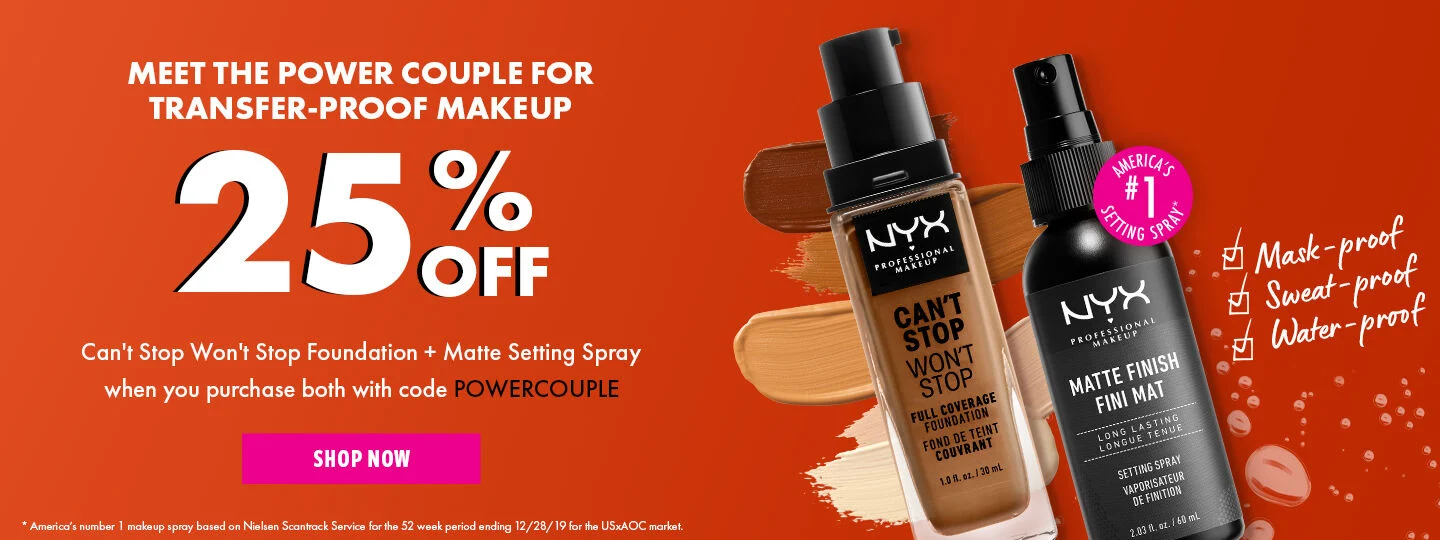 MEET THE POWER COUPLE FOR
TRANSFER-PROOF MAKEUP
25% OFF
Can't Stop Won't Stop Foundation + Matte Setting Spray
when you purchase both with code POWERCOUPLE
SHOP NOW
* America's number 1 makeup spray based on Nielsen Scantrack Service for the 52 week period ending 12/28/19 for the USxAOC market.
NYX
PROFESSIONAL
MAKEUP
CAN'T
STOP
WON'T
STOP
FULL COVERAGE
FOUNDATION
FOND DE TEINT
COUVRANT
1.0 fl. oz. / 30 mL
AMERICA'S
#1
SETTING SPRAY*
NYX
PROFESSIONAL
MAKEUP
MATTE FINISH
FINI MAT
LONG LASTING
LONGUE TENUE
SETTING SPRAY
VAPORISATEUR
DE FINITION
2.03 fl. oz. / 60 mL
Mask-proof
Sweat-proof
Water-proof